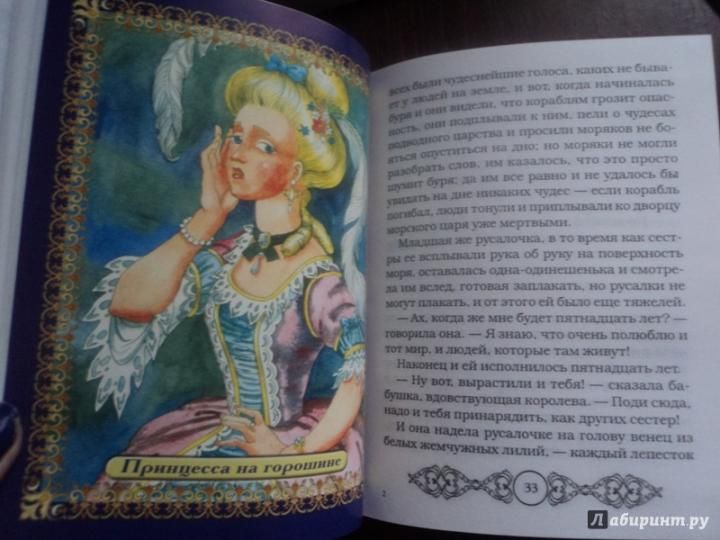 Принцесса на горошине
всех были чудеснейшие голоса, каких не быва-
ет у людей на земле, и вот, когда начиналась
буря и они видели, что кораблям грозит опас-
ность, они подплывали к ним, пели о чудесах
подводного царства и просили моряков не бо-
яться опуститься на дно; но моряки не могли
разобрать слов, им казалось, что это просто
шумит буря; да им все равно и не удалось бы
увидать на дне никаких чудес — если корабль
погибал, люди тонули и приплывали ко дворцу
морского царя уже мертвыми.
Младшая же русалочка, в то время как сест-
ры ее всплывали рука об руку на поверхность
моря, оставалась одна-одинешенька и смотре-
ла им вслед, готовая заплакать, но русалки не
могут плакать, и от этого ей было еще тяжелей.
— Ах, когда же мне будет пятнадцать лет? —
говорила она. — Я знаю, что очень полюблю и
тот мир, и людей, которые там живут!
Наконец и ей исполнилось пятнадцать лет.
— Ну вот, вырастили и тебя! — сказала ба-
бушка, вдовствующая королева. — Поди сюда,
надо и тебя принарядить, как других сестер!
И она надела русалочке на голову венец из
белых жемчужных лилий, — каждый лепесток
2
33
Лабиринт.ру